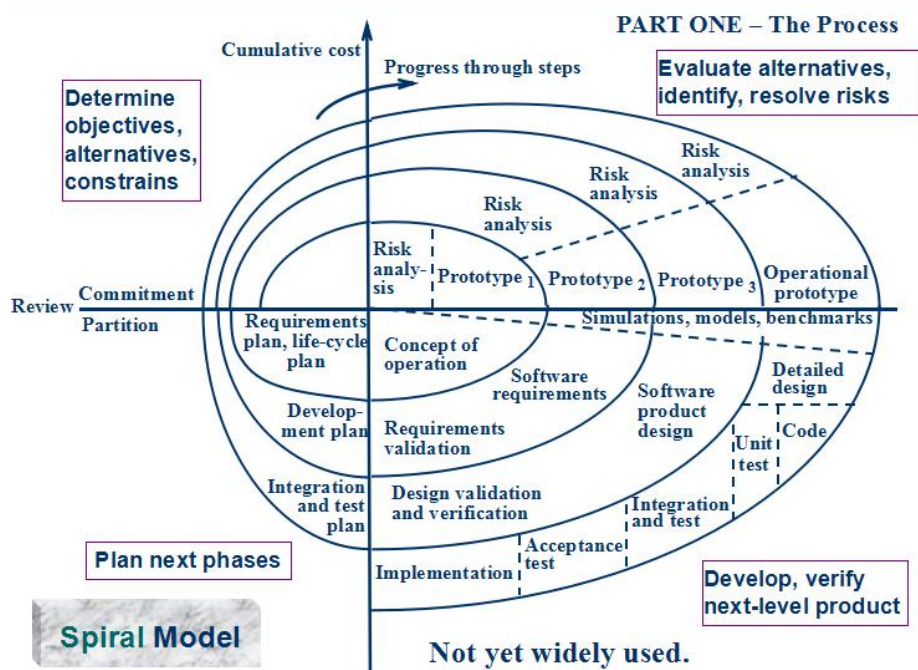 PART ONE – The Process
Cumulative cost
Progress through steps
Evaluate alternatives,
identify, resolve risks
Determine
objectives,
alternatives,
constrains
Risk
analysis
Risk
analysis
Risk
analysis
Risk
analy-
sis
Prototype 1
Prototype 2
Prototype 3
Operational
prototype
Review
Commitment
Partition
Simulations, models, benchmarks
Requirements
plan, life-cycle
plan
Concept of
operation
Software
requirements
Detailed
design
Software
product
design
Develop-
ment plan
Requirements
validation
Unit
test
Code
Integration
and test
plan
Design validation
and verification
Integration
and test
Acceptance
test
Implementation
Plan next phases
Develop, verify
next-level product
Spiral Model
Not yet widely used.